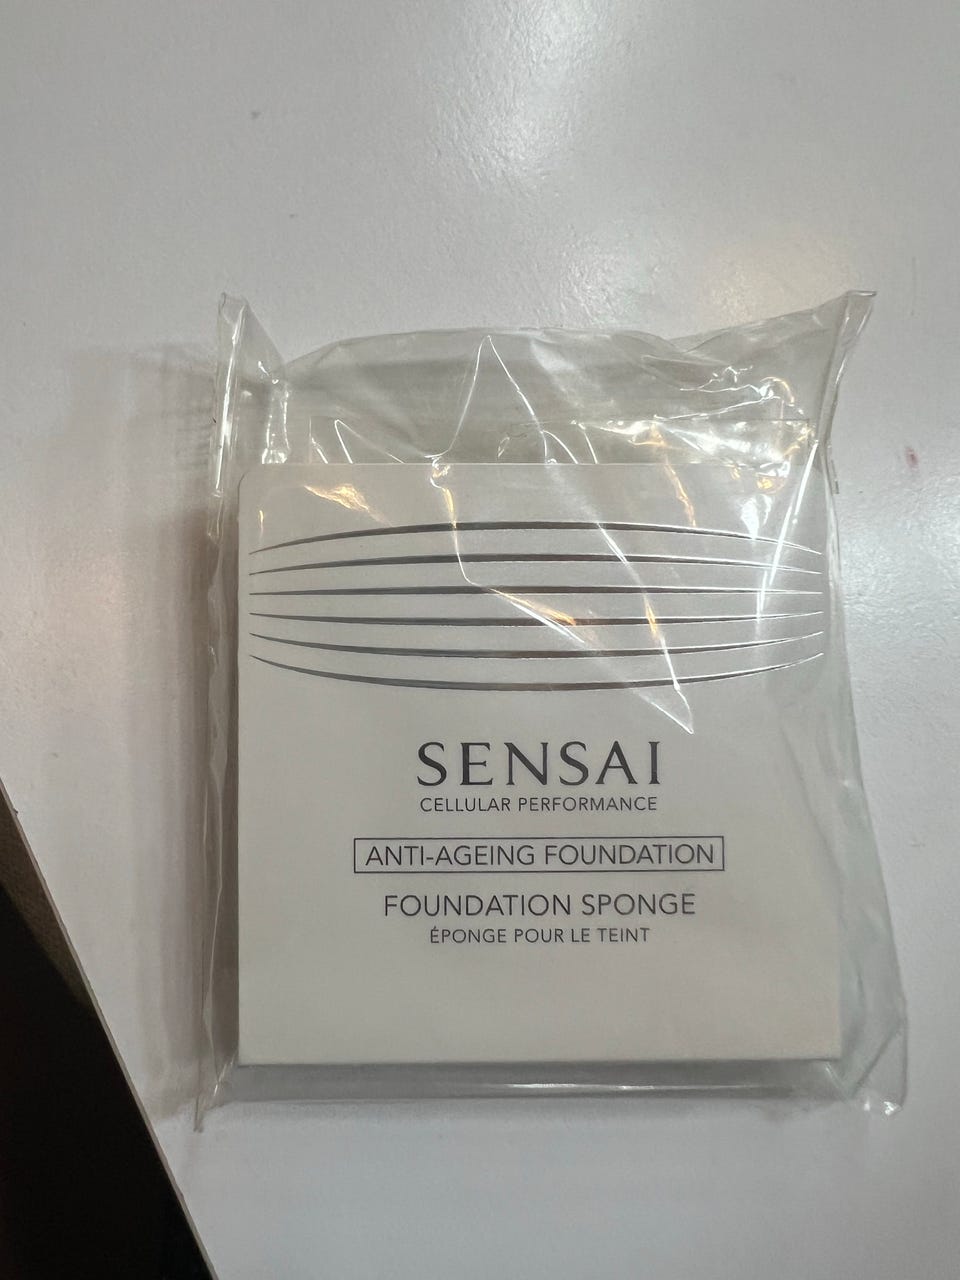 SENSAI
CELLULAR PERFORMANCE
ANTI-AGEING FOUNDATION
FOUNDATION SPONGE
ÉPONGE POUR LE TEINT